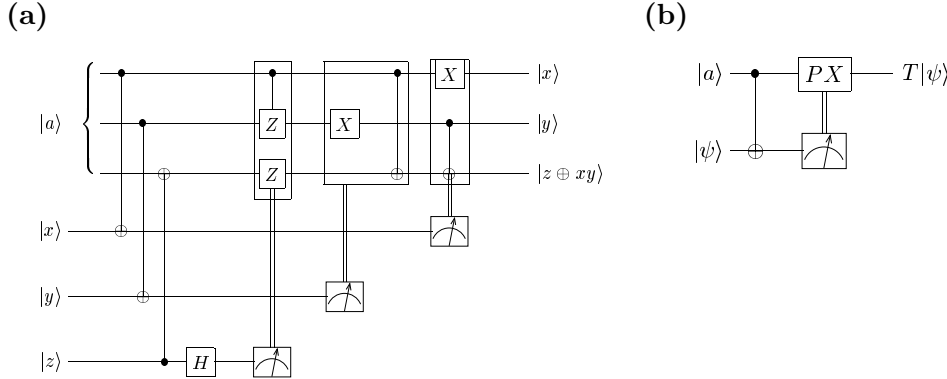 (a) (b)
X |x⟩
|a⟩ PX T|ψ⟩
|a⟩ Z X |y⟩
|ψ⟩
Z |z ⊕ xy⟩
|x⟩
|y⟩
|z⟩ H